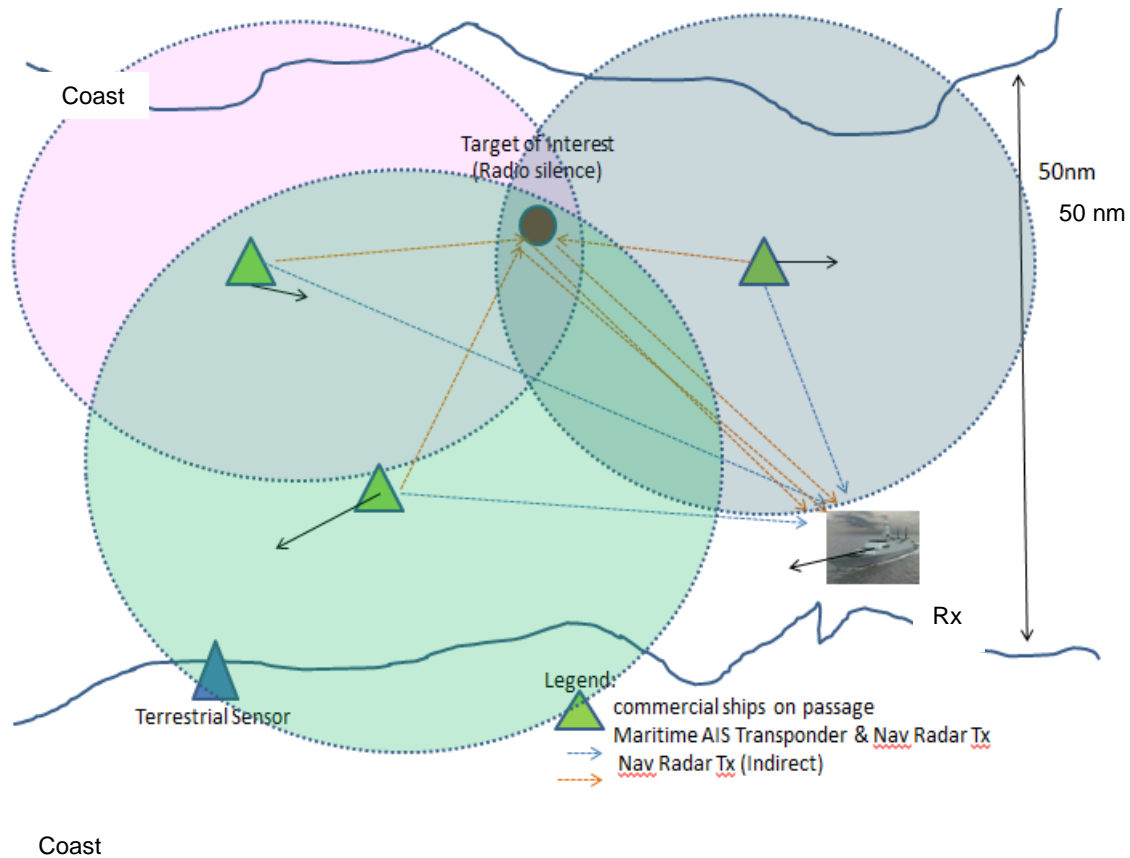 Coast
Target of Interest
(Radio silence)
50nm
50 nm
Rx
Terrestrial Sensor
Legend:
commercial ships on passage
Maritime AIS Transponder & Nav Radar Tx
Nav Radar Tx (Indirect)
Coast